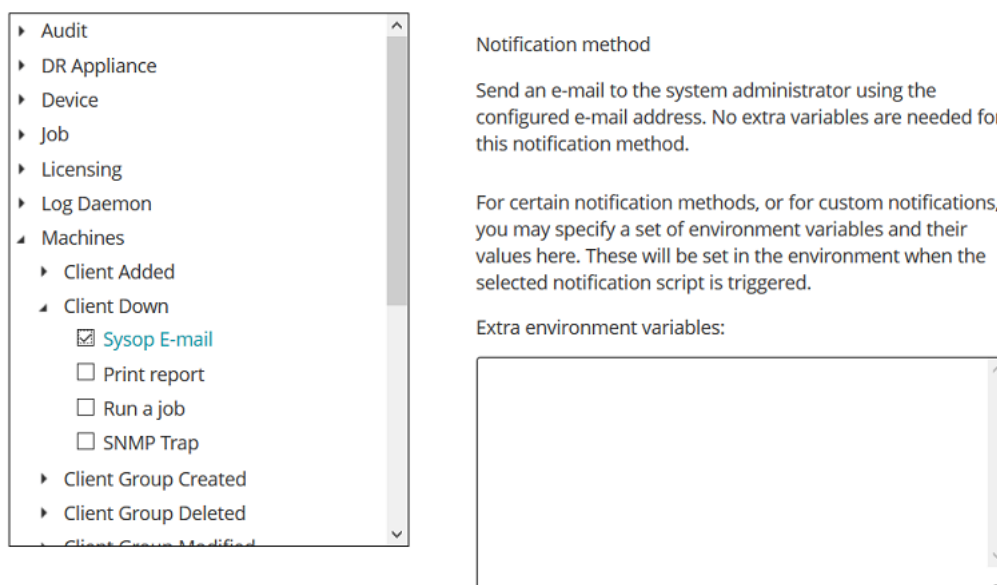 Audit
DR Appliance
Device
Job
Licensing
Log Daemon
Machines
Client Added
Client Down
Sysop E-mail
Print report
Run a job
SNMP Trap
Client Group Created
Client Group Deleted
Client Group Modified
Notification method
Send an e-mail to the system administrator using the
configured e-mail address. No extra variables are needed for
this notification method.
For certain notification methods, or for custom notifications,
you may specify a set of environment variables and their
values here. These will be set in the environment when the
selected notification script is triggered.
Extra environment variables: